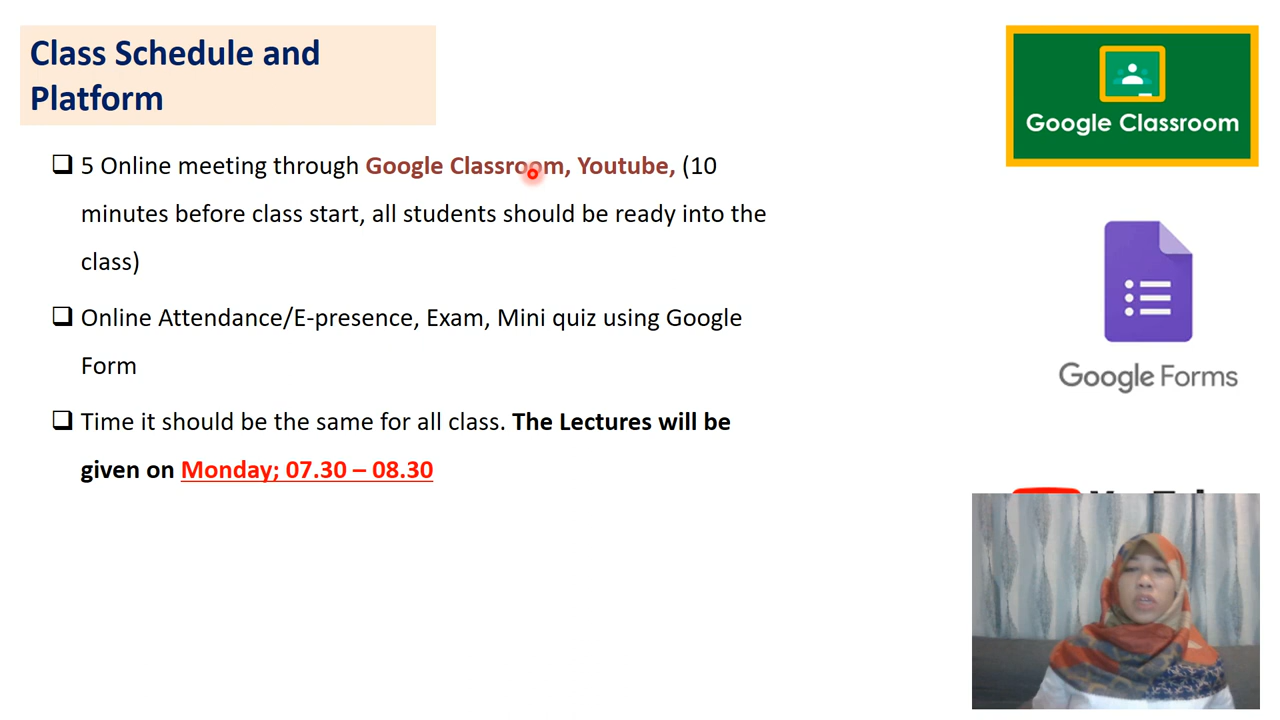 Class Schedule and
Platform
5 Online meeting through Google Classroom, Youtube, (10
minutes before class start, all students should be ready into the
class)
Online Attendance/E-presence, Exam, Mini quiz using Google
Form
Time it should be the same for all class. The Lectures will be
given on Monday; 07.30 – 08.30
Google Classroom
Google Forms